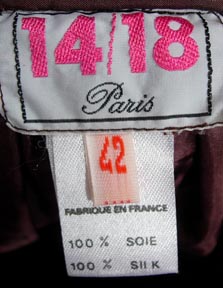 14/18
Paris
42
FABRIQUE EN FRANCE
100 % SOIE
100 % SILK